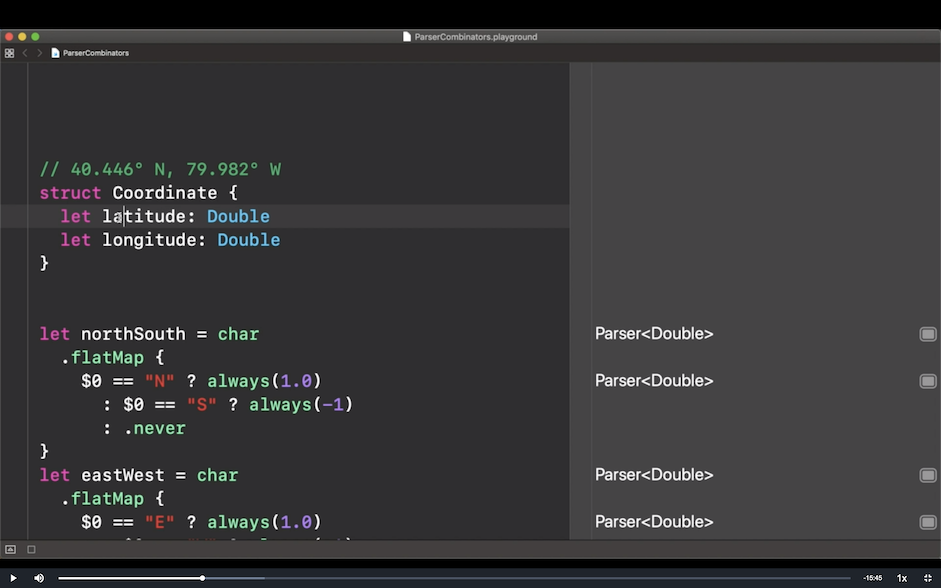 ParserCombinators.playground
ParserCombinators
// 40.446° N, 79.982° W
struct Coordinate {
let latitude: Double
let longitude: Double
}
let northSouth = char
.flatMap {
$0 == "N" ? always(1.0)
: $0 == "S" ? always(-1)
: .never
}
let eastWest = char
.flatMap {
$0 == "E" ? always(1.0)
Parser<Double>
Parser<Double>
Parser<Double>
Parser<Double>
-15:45
1x